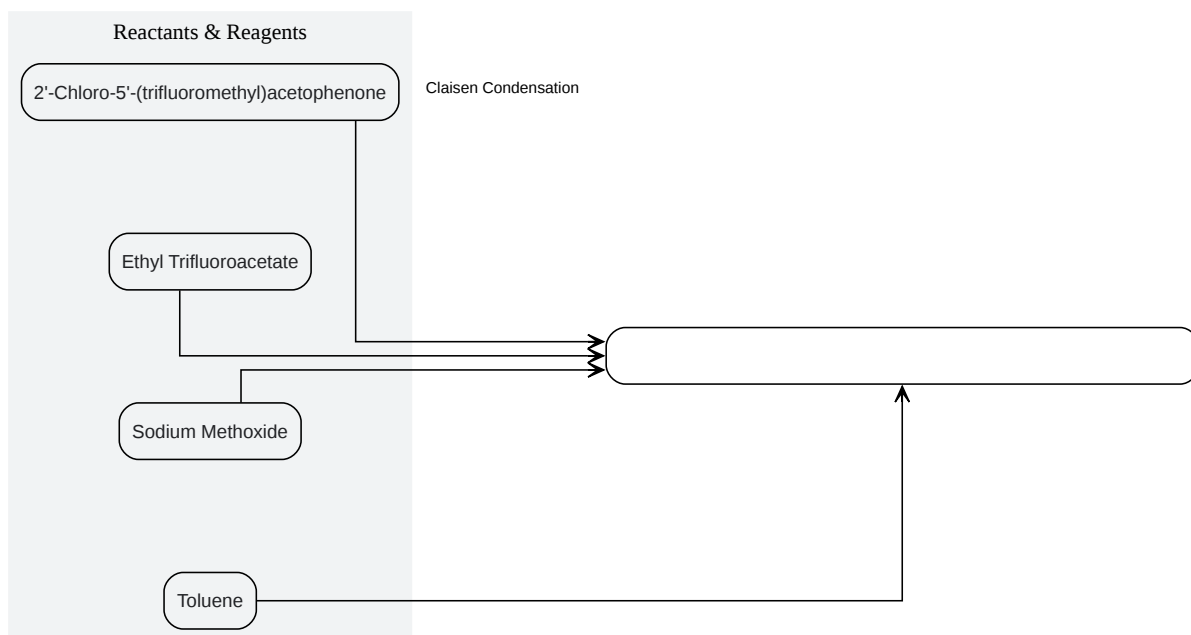 Reactants & Reagents
2'-Chloro-5'-(trifluoromethyl)acetophenone
Claisen Condensation
Ethyl Trifluoroacetate
Sodium Methoxide
Toluene